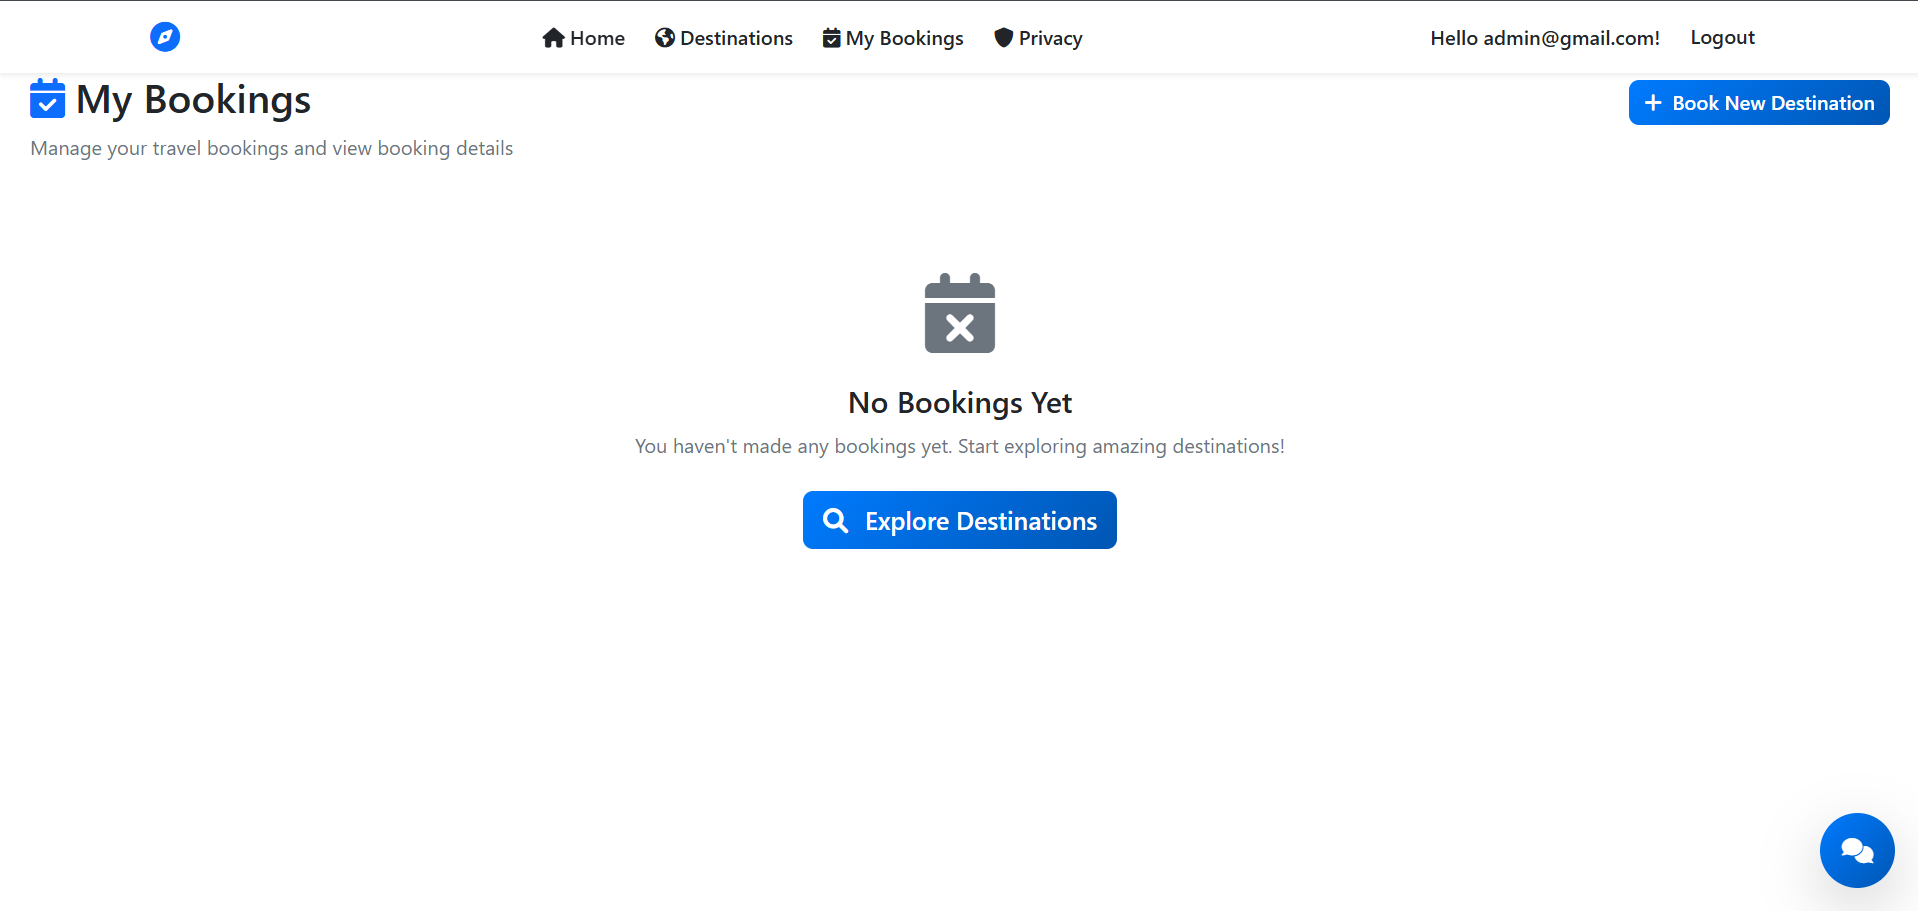 Home Destinations My Bookings Privacy Hello admin@gmail.com! Logout
My Bookings
Book New Destination
Manage your travel bookings and view booking details
No Bookings Yet
You haven't made any bookings yet. Start exploring amazing destinations!
Explore Destinations